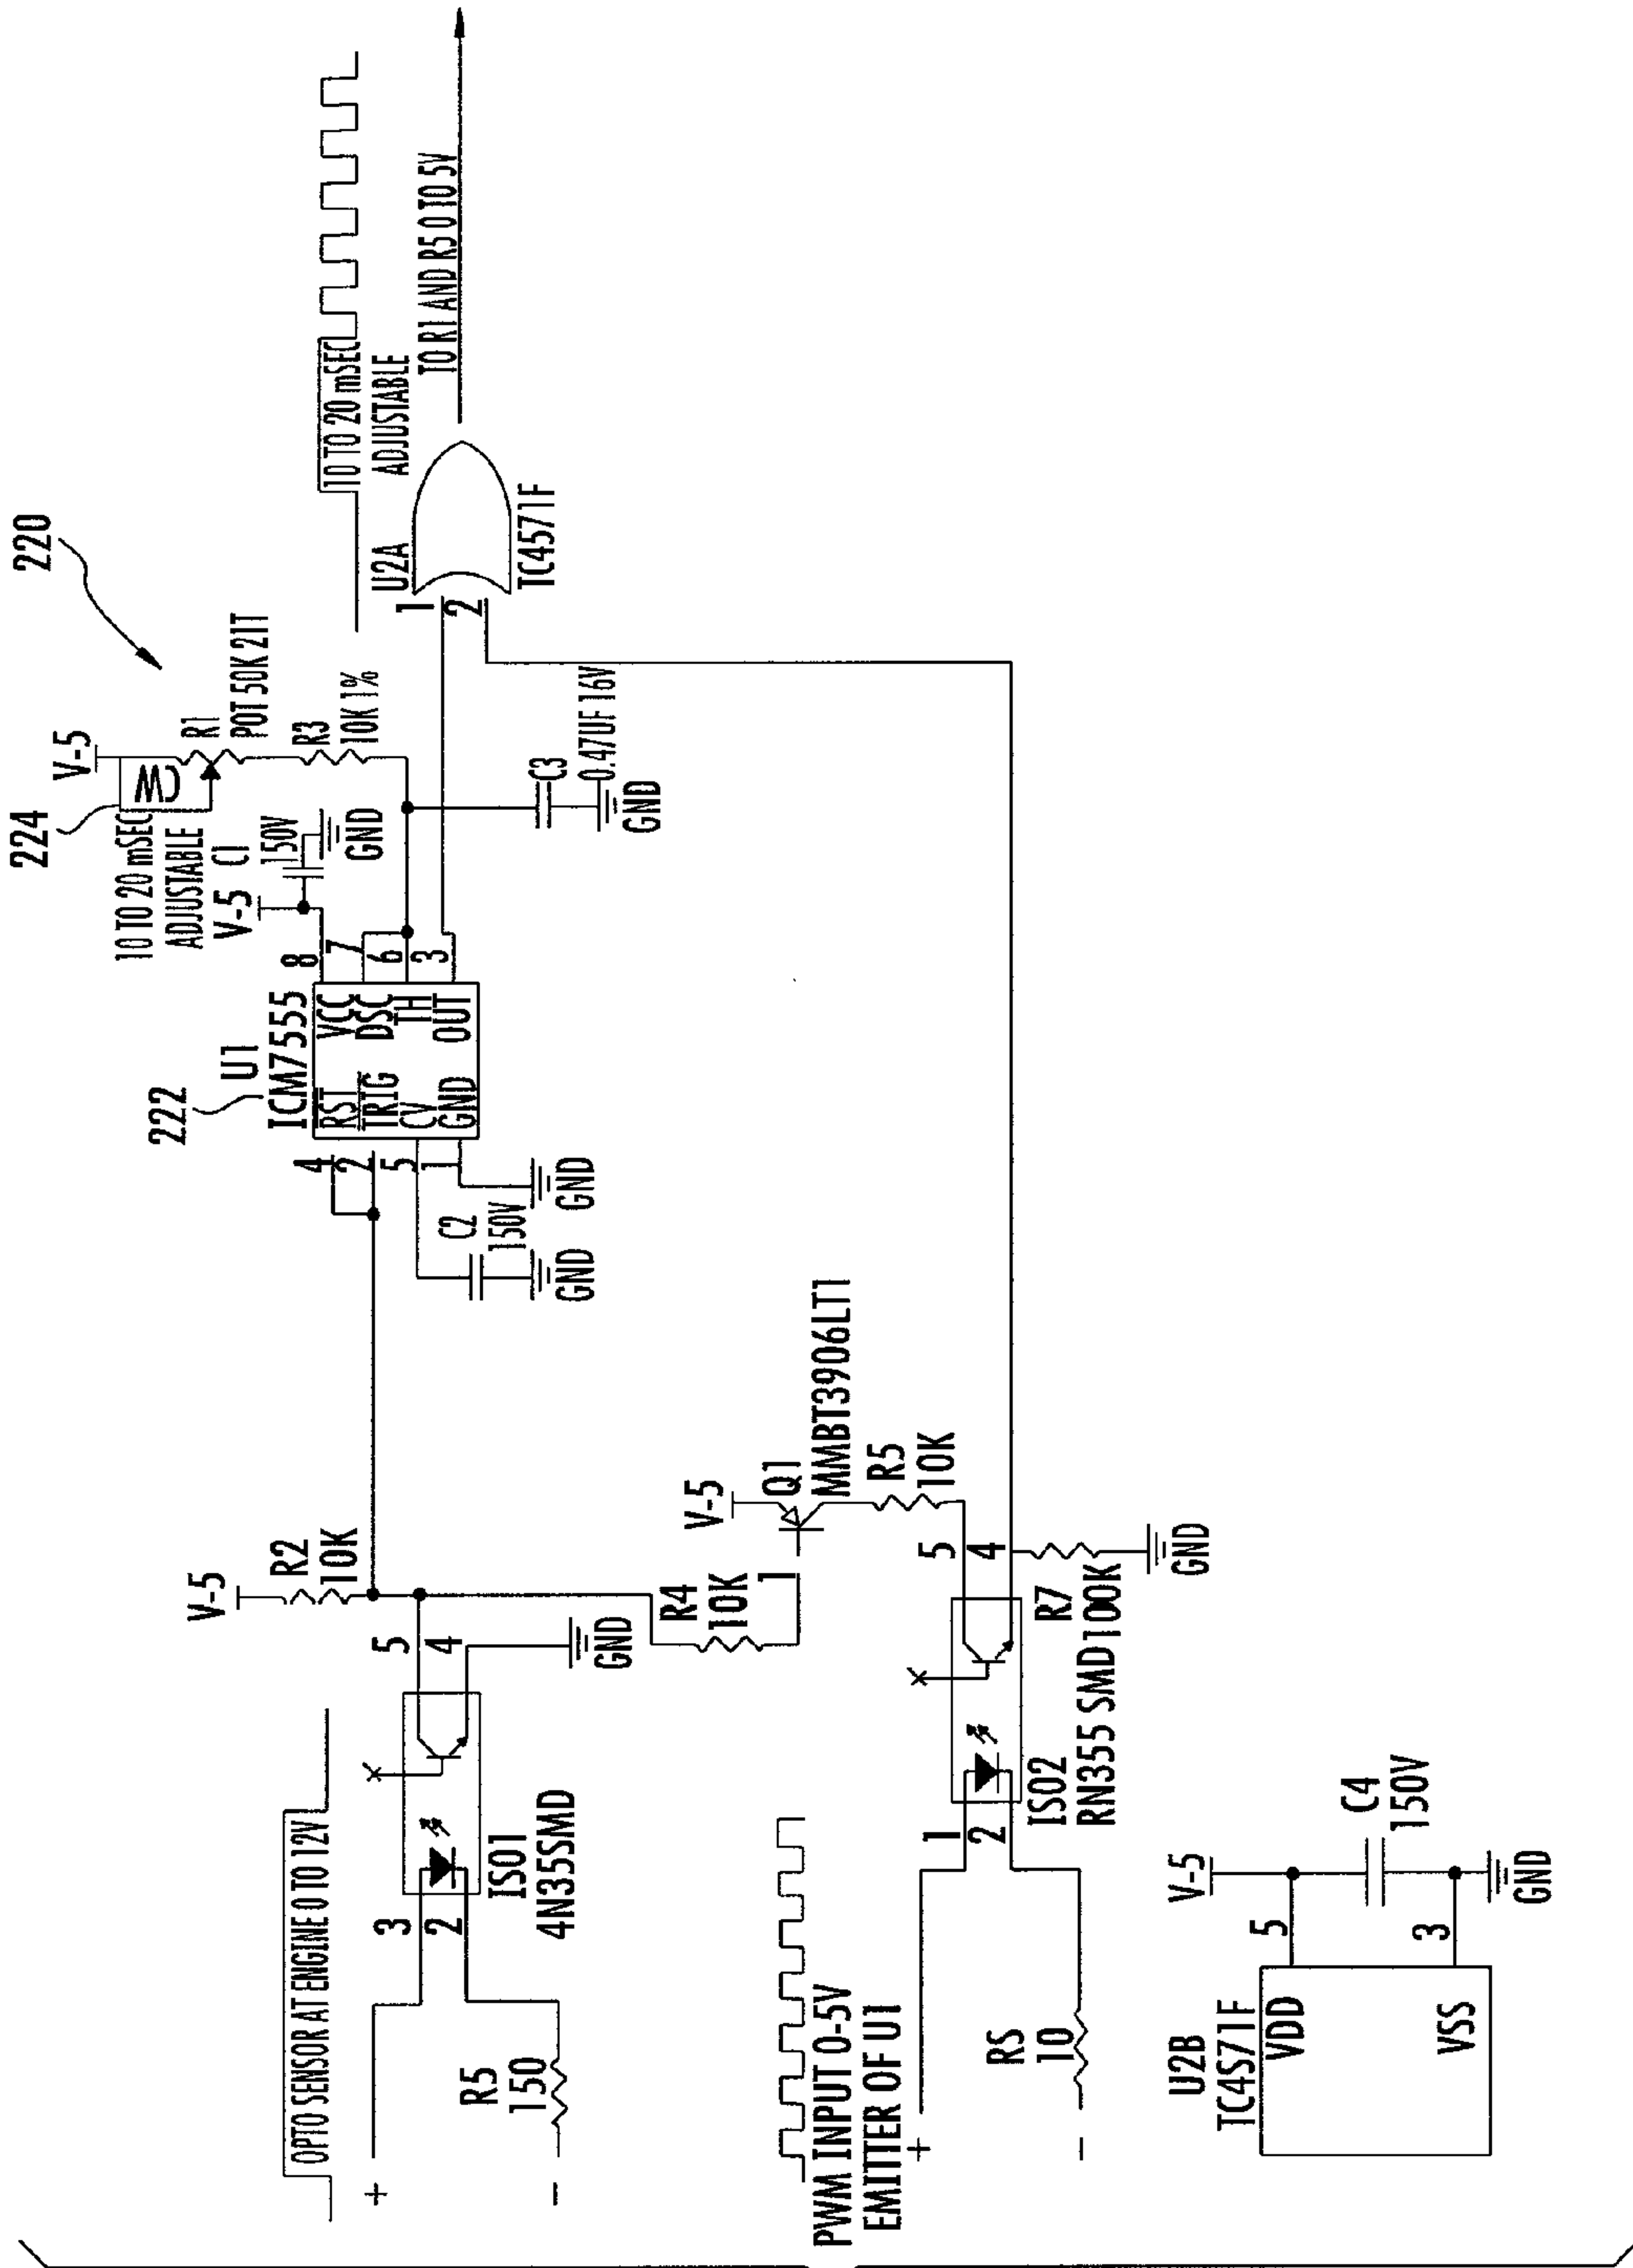 220
224
V-5
CW
R1
POT 50K 21T
R3
10K 1%
10 TO 20 mSEC
ADJUSTABLE
V-5
C1
150V
GND
C3
0.47UF 16V
GND
222
U1
ICM7555
RST
TRIG
CV
GND
VCC
DSC
TH
OUT
4
2
5
1
8
7
6
3
C2
150V
GND
GND
10 TO 20 mSEC
ADJUSTABLE
U2A
1
2
TC4571F
TO R1 AND R5 0 TO 5V
OPTO SENSOR AT ENGINE 0 TO 12V
+
-
R5
150
3
2
ISO1
4N35SMD
5
4
GND
V-5
R2
10K
R4
10K
1
V-5
Q1
MMBT3906LT1
R5
10K
PWM INPUT 0-5V
EMITTER OF U1
+
-
RS
10
1
2
ISO2
RN355 SMD
5
4
R7
100K
GND
U2B
TC4S71F
VDD
VSS
5
3
V-5
C4
150V
GND